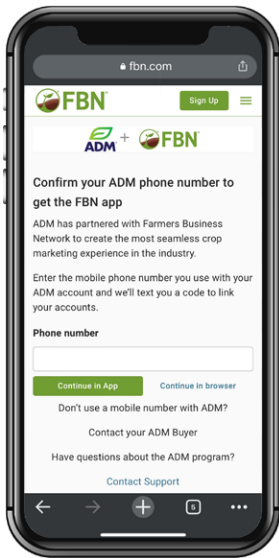 fbn.com
FBN
Sign Up
ADM + FBN
Confirm your ADM phone number to
get the FBN app
ADM has partnered with Farmers Business
Network to create the most seamless crop
marketing experience in the industry.
Enter the mobile phone number you use with your
ADM account and we'll text you a code to link
your accounts.
Phone number
Continue in App
Continue in browser
Don't use a mobile number with ADM?
Contact your ADM Buyer
Have questions about the ADM program?
Contact Support